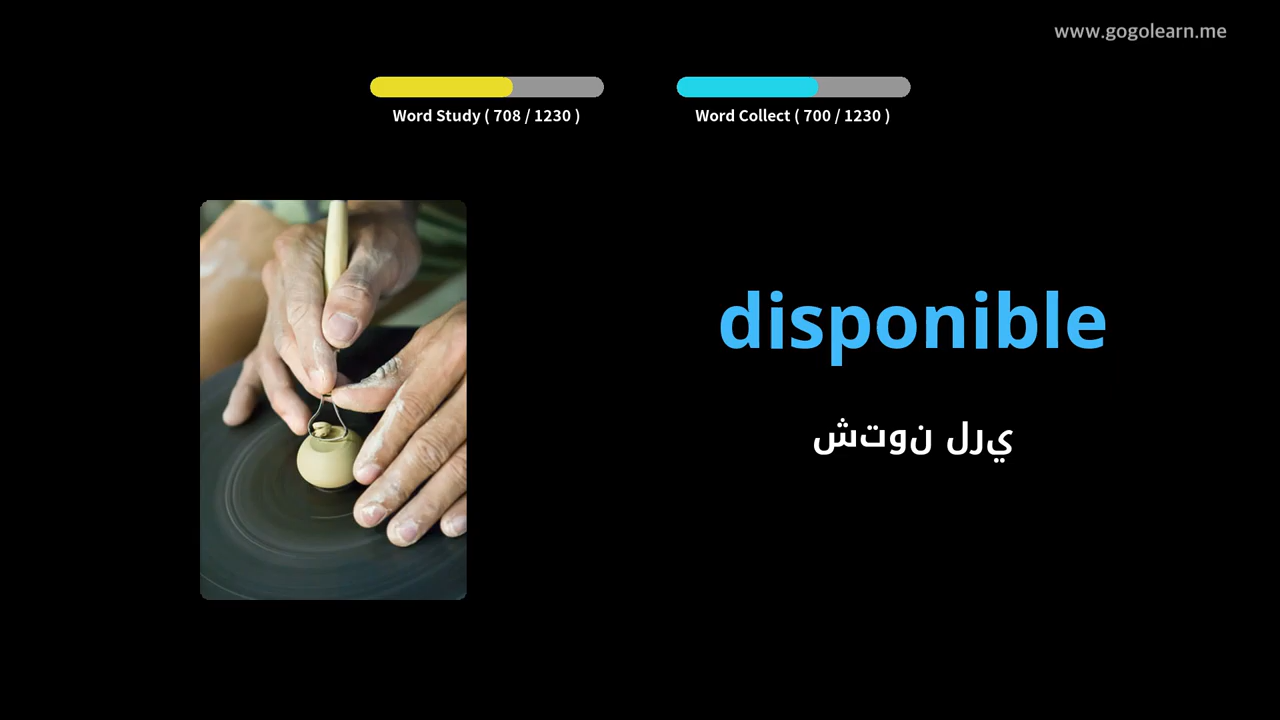 www.gogolearn.me
Word Study ( 708 / 1230 )
Word Collect ( 700 / 1230 )
disponible
يرل نوتش